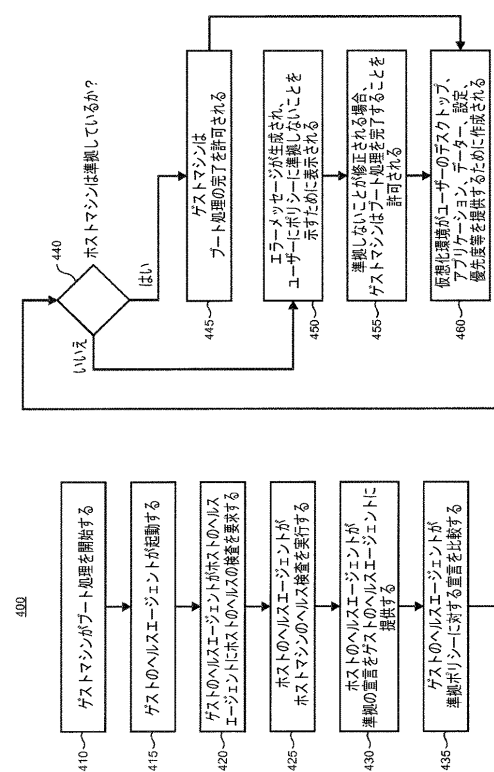 400
410
ゲストマシンがブート処理を開始する
415
ゲストのヘルスエージェントが起動する
420
ゲストのヘルスエージェントがホストのヘルス
エージェントにホストのヘルスの検査を要求する
425
ホストのヘルスエージェントが
ホストマシンのヘルス検査を実行する
430
ホストのヘルスエージェントが
準拠の宣言をゲストのヘルスエージェントに
提供する
435
ゲストのヘルスエージェントが
準拠ポリシーに対する宣言を比較する
440
ホストマシンは準拠しているか?
いいえ
はい
445
ゲストマシンは
ブート処理の完了を許可される
450
エラーメッセージが生成され、
ユーザーにポリシーに準拠しないことを
示すために表示される
455
準拠しないことが修正される場合、
ゲストマシンはブート処理を完了することを
許可される
460
仮想化環境がユーザーのデスクトップ、
アプリケーション、データー、設定、
優先度等を提供するために作成される